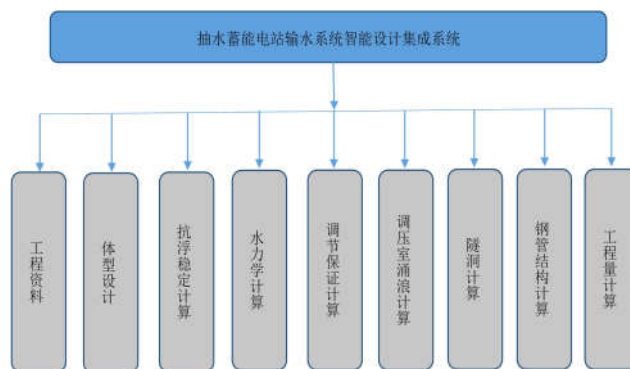 抽水蓄能电站输水系统智能设计集成系统
工程资料
体型设计
抗浮稳定计算
水力学计算
调节保证计算
调压室涌浪计算
隧洞计算
钢管结构计算
工程量计算